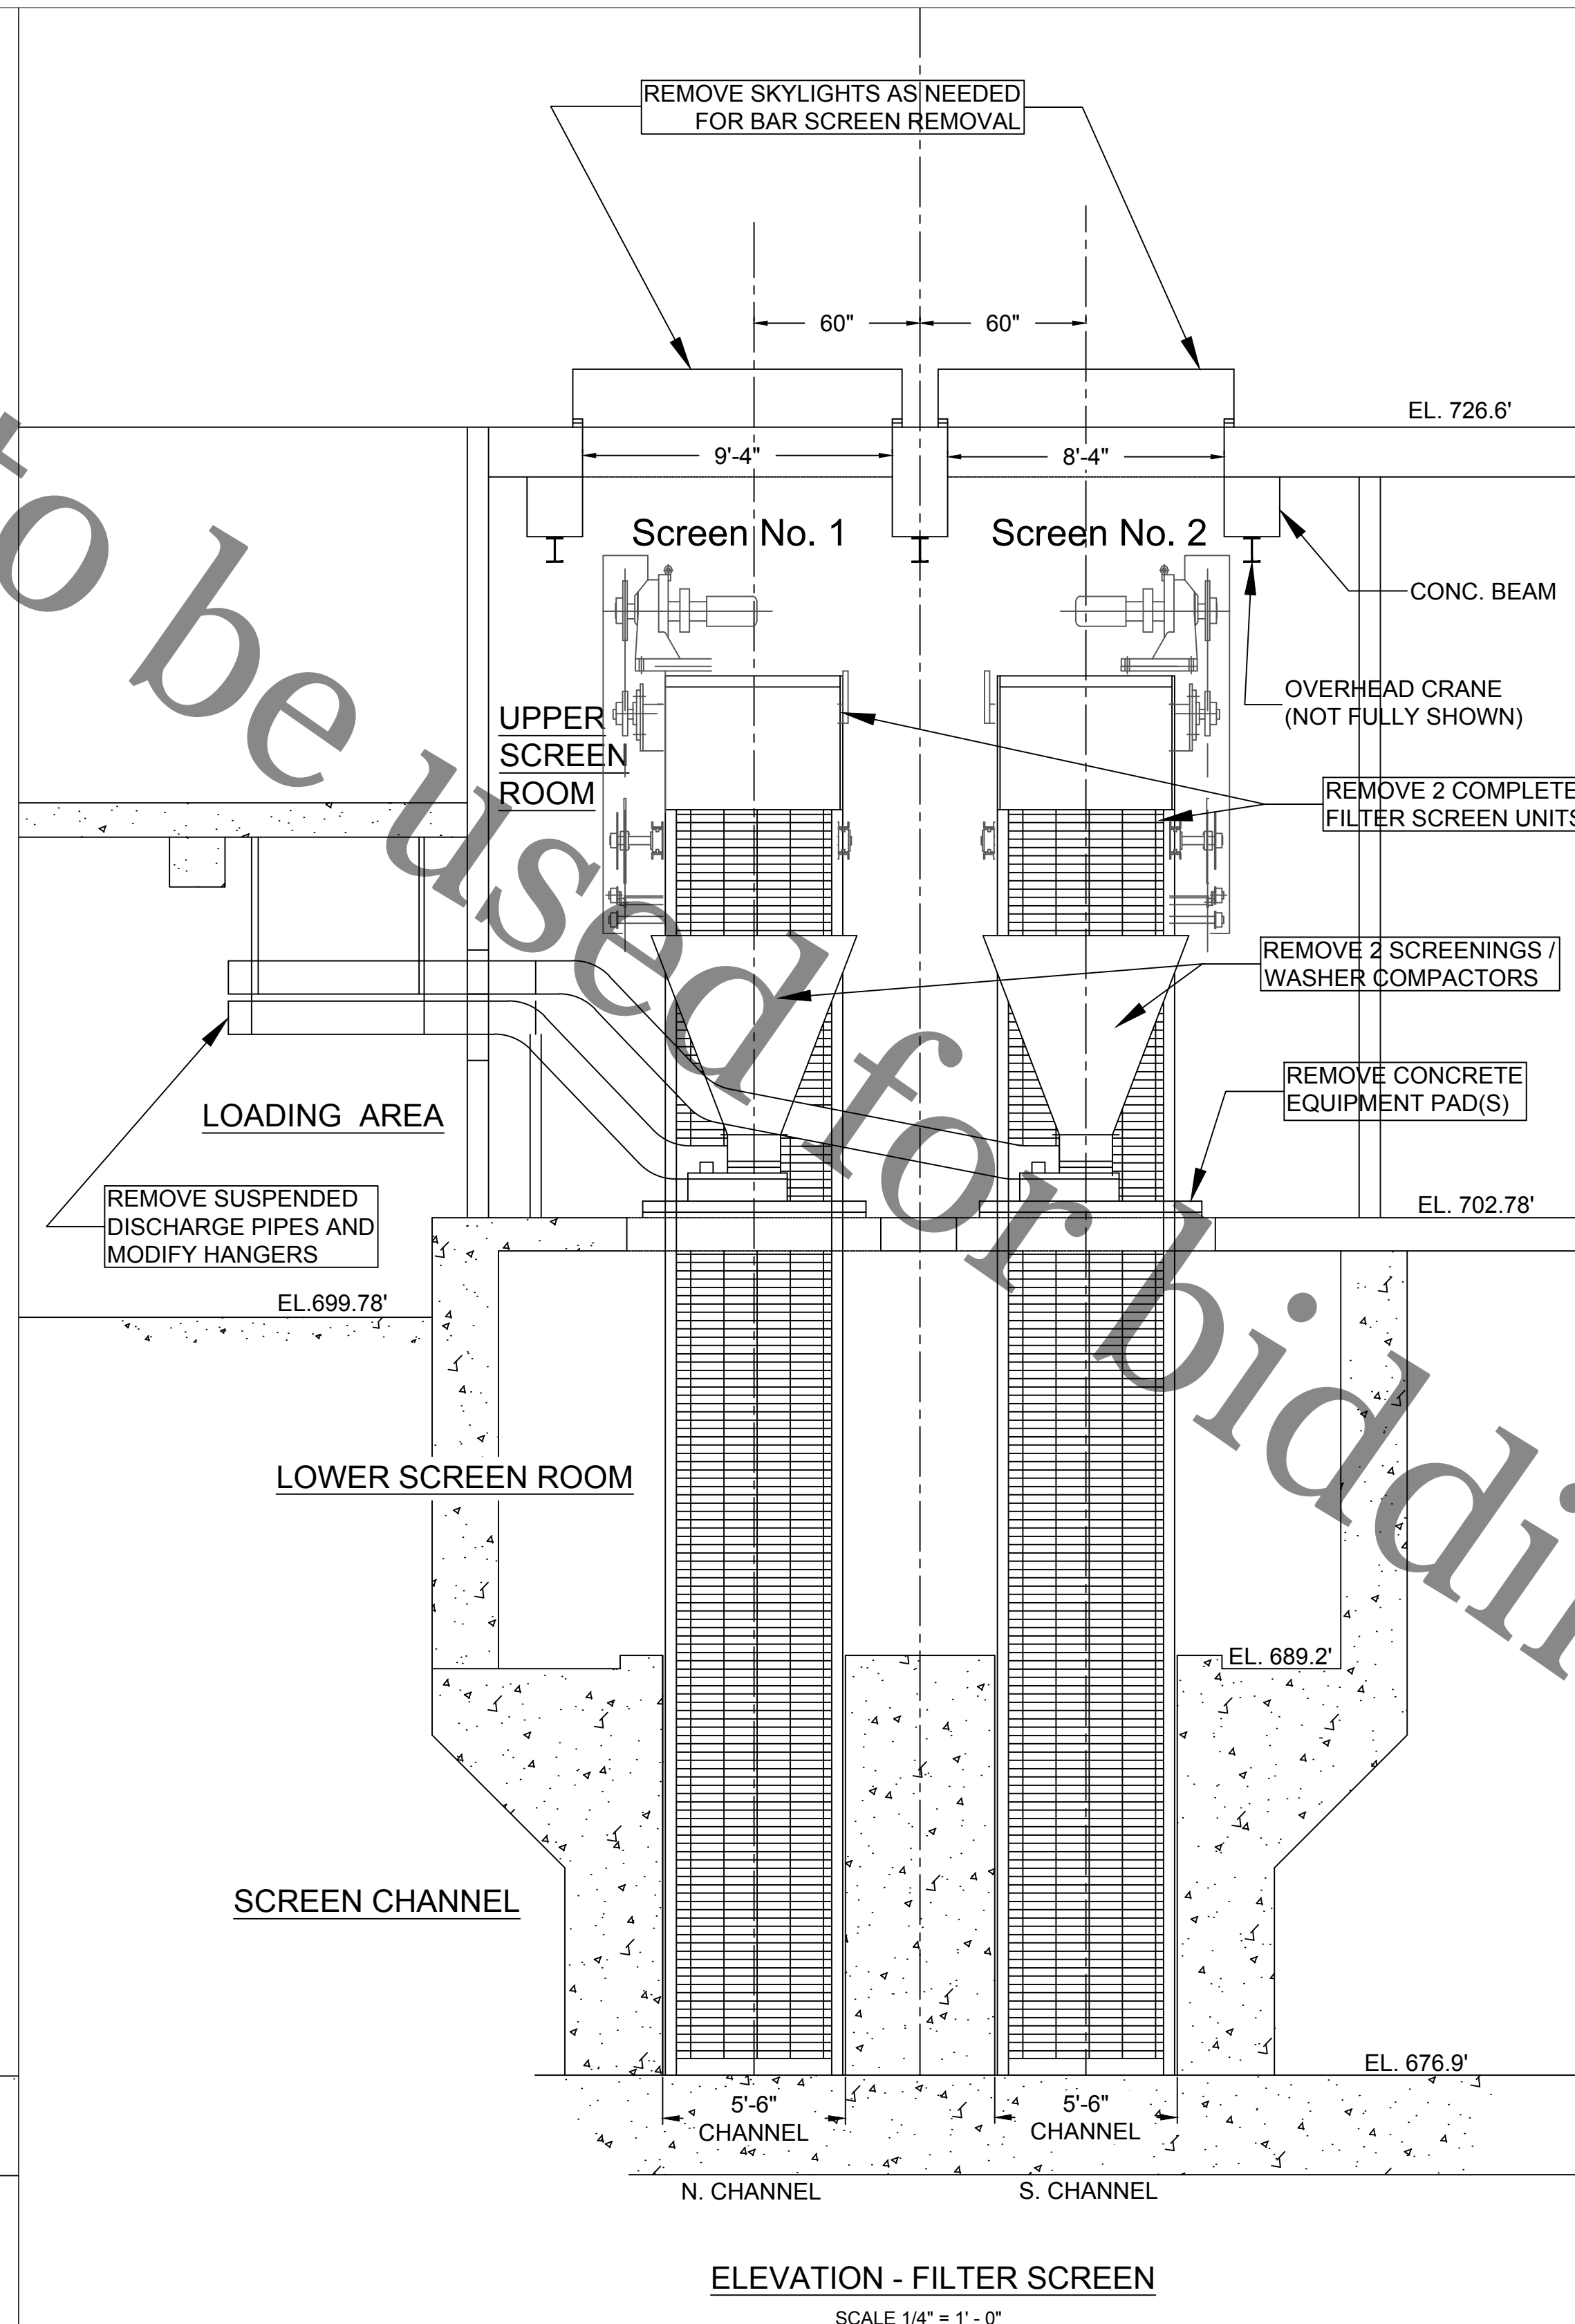 REMOVE SKYLIGHTS AS NEEDED
FOR BAR SCREEN REMOVAL
60"
60"
EL. 726.6'
9'-4"
8'-4"
Screen No. 1
Screen No. 2
CONC. BEAM
OVERHEAD CRANE
(NOT FULLY SHOWN)
UPPER
SCREEN
ROOM
REMOVE 2 COMPLETE
FILTER SCREEN UNITS
REMOVE 2 SCREENINGS /
WASHER COMPACTORS
REMOVE CONCRETE
EQUIPMENT PAD(S)
LOADING AREA
REMOVE SUSPENDED
DISCHARGE PIPES AND
MODIFY HANGERS
EL. 702.78'
EL.699.78'
LOWER SCREEN ROOM
EL. 689.2'
SCREEN CHANNEL
EL. 676.9'
5'-6"
CHANNEL
5'-6"
CHANNEL
N. CHANNEL
S. CHANNEL
ELEVATION - FILTER SCREEN
SCALE 1/4" = 1' - 0"
to be used for biddi